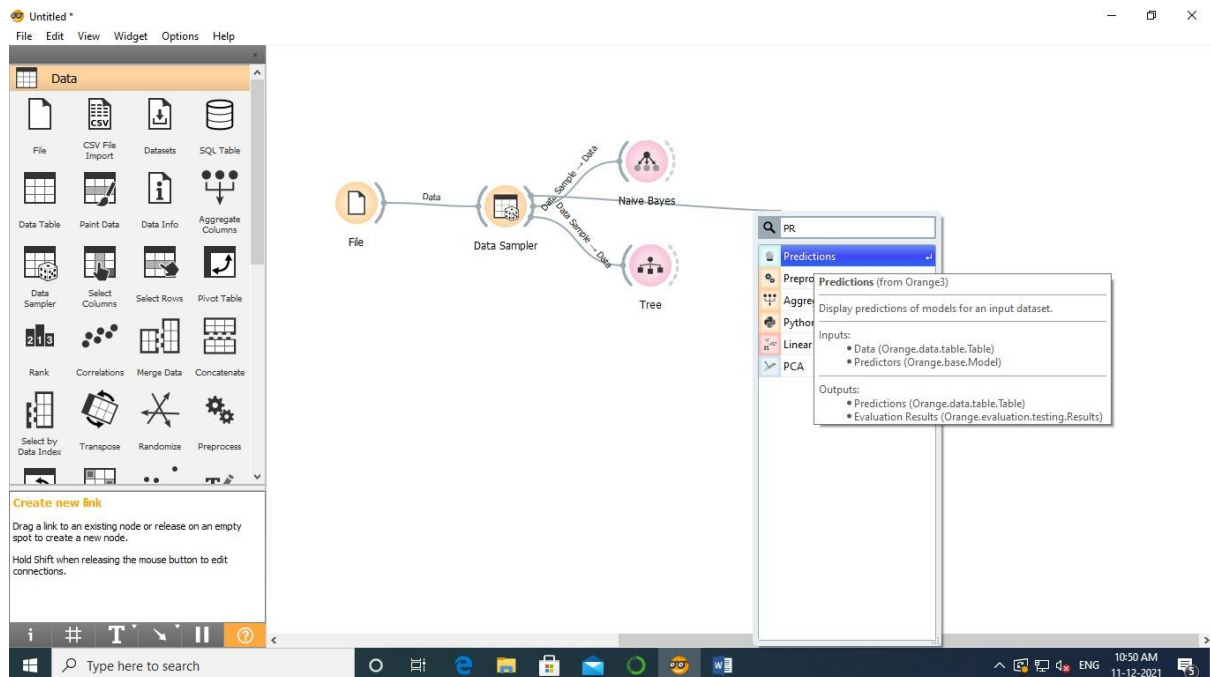 Untitled *
File Edit View Widget Options Help
Data
File
CSV File
Import
Datasets
SQL Table
Data Table
Paint Data
Data Info
Aggregate
Columns
Data
Sampler
Select
Columns
Select Rows
Pivot Table
Rank
Correlations
Merge Data
Concatenate
Select by
Data Index
Transpose
Randomize
Preprocess
Create new link
Drag a link to an existing node or release on an empty
spot to create a new node.
Hold Shift when releasing the mouse button to edit
connections.
File
Data
Data Sampler
Data Sample → Data
Data Sample → Data
Naive Bayes
Tree
PR
Predictions
Prepro
Aggre
Python
Linear
PCA
Predictions (from Orange3)
Display predictions of models for an input dataset.
Inputs:
• Data (Orange.data.table.Table)
• Predictors (Orange.base.Model)
Outputs:
• Predictions (Orange.data.table.Table)
• Evaluation Results (Orange.evaluation.testing.Results)
Type here to search
ENG
10:50 AM
11-12-2021
5